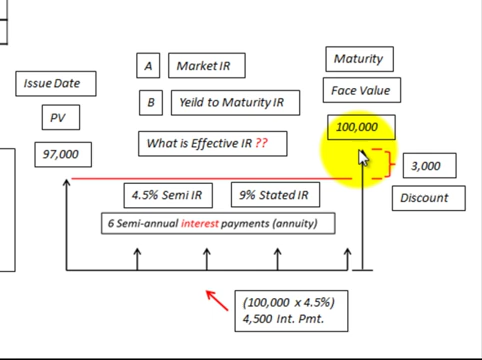 Issue Date
PV
97,000
A
Market IR
B
Yeild to Maturity IR
What is Effective IR ??
Maturity
Face Value
100,000
3,000
Discount
4.5% Semi IR
9% Stated IR
6 Semi-annual interest payments (annuity)
(100,000 x 4.5%)
4,500 Int. Pmt.